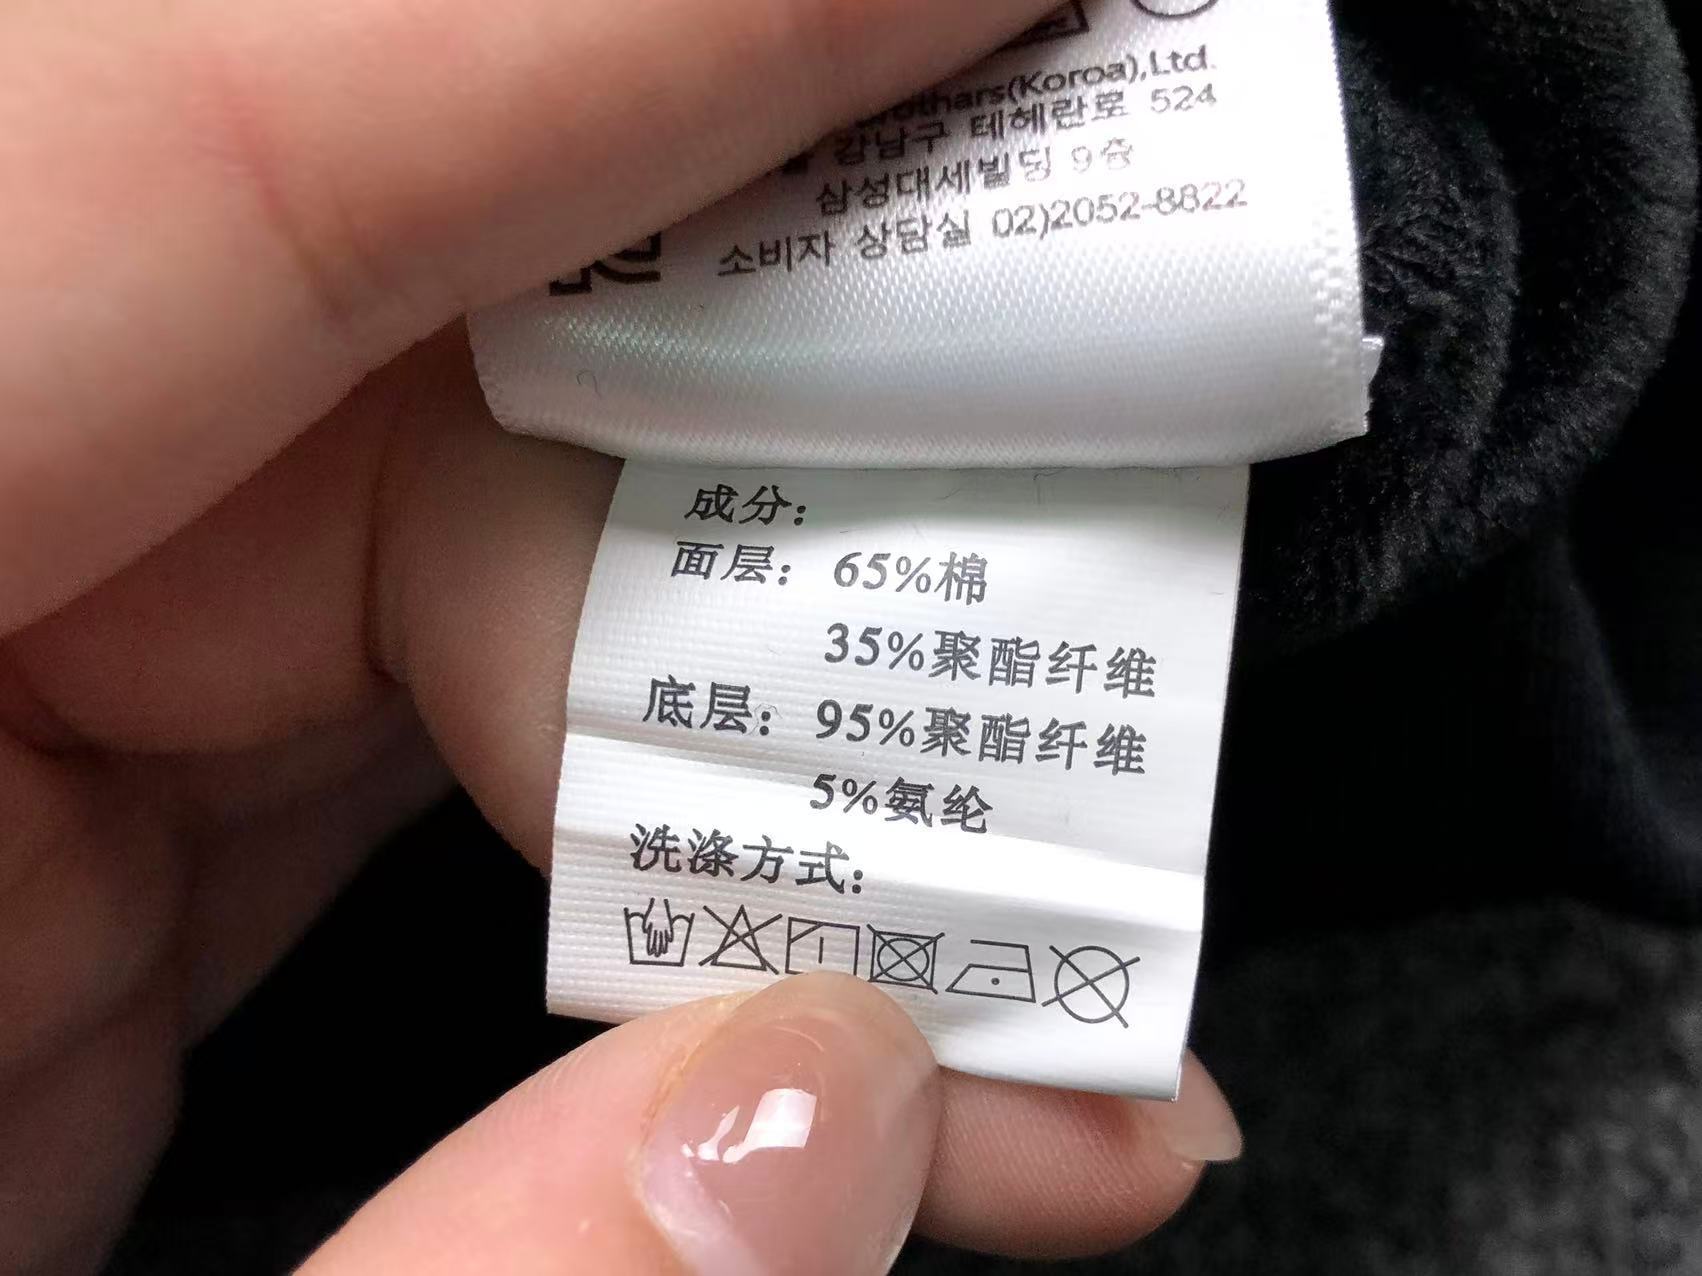 (Koroa),Ltd.
강남구 테헤란로 524
삼성대세빌딩 9층
소비자 상담실 02)2052-8822
成分：
面层：65%棉
35%聚酯纤维
底层：95%聚酯纤维
5%氨纶
洗涤方式：